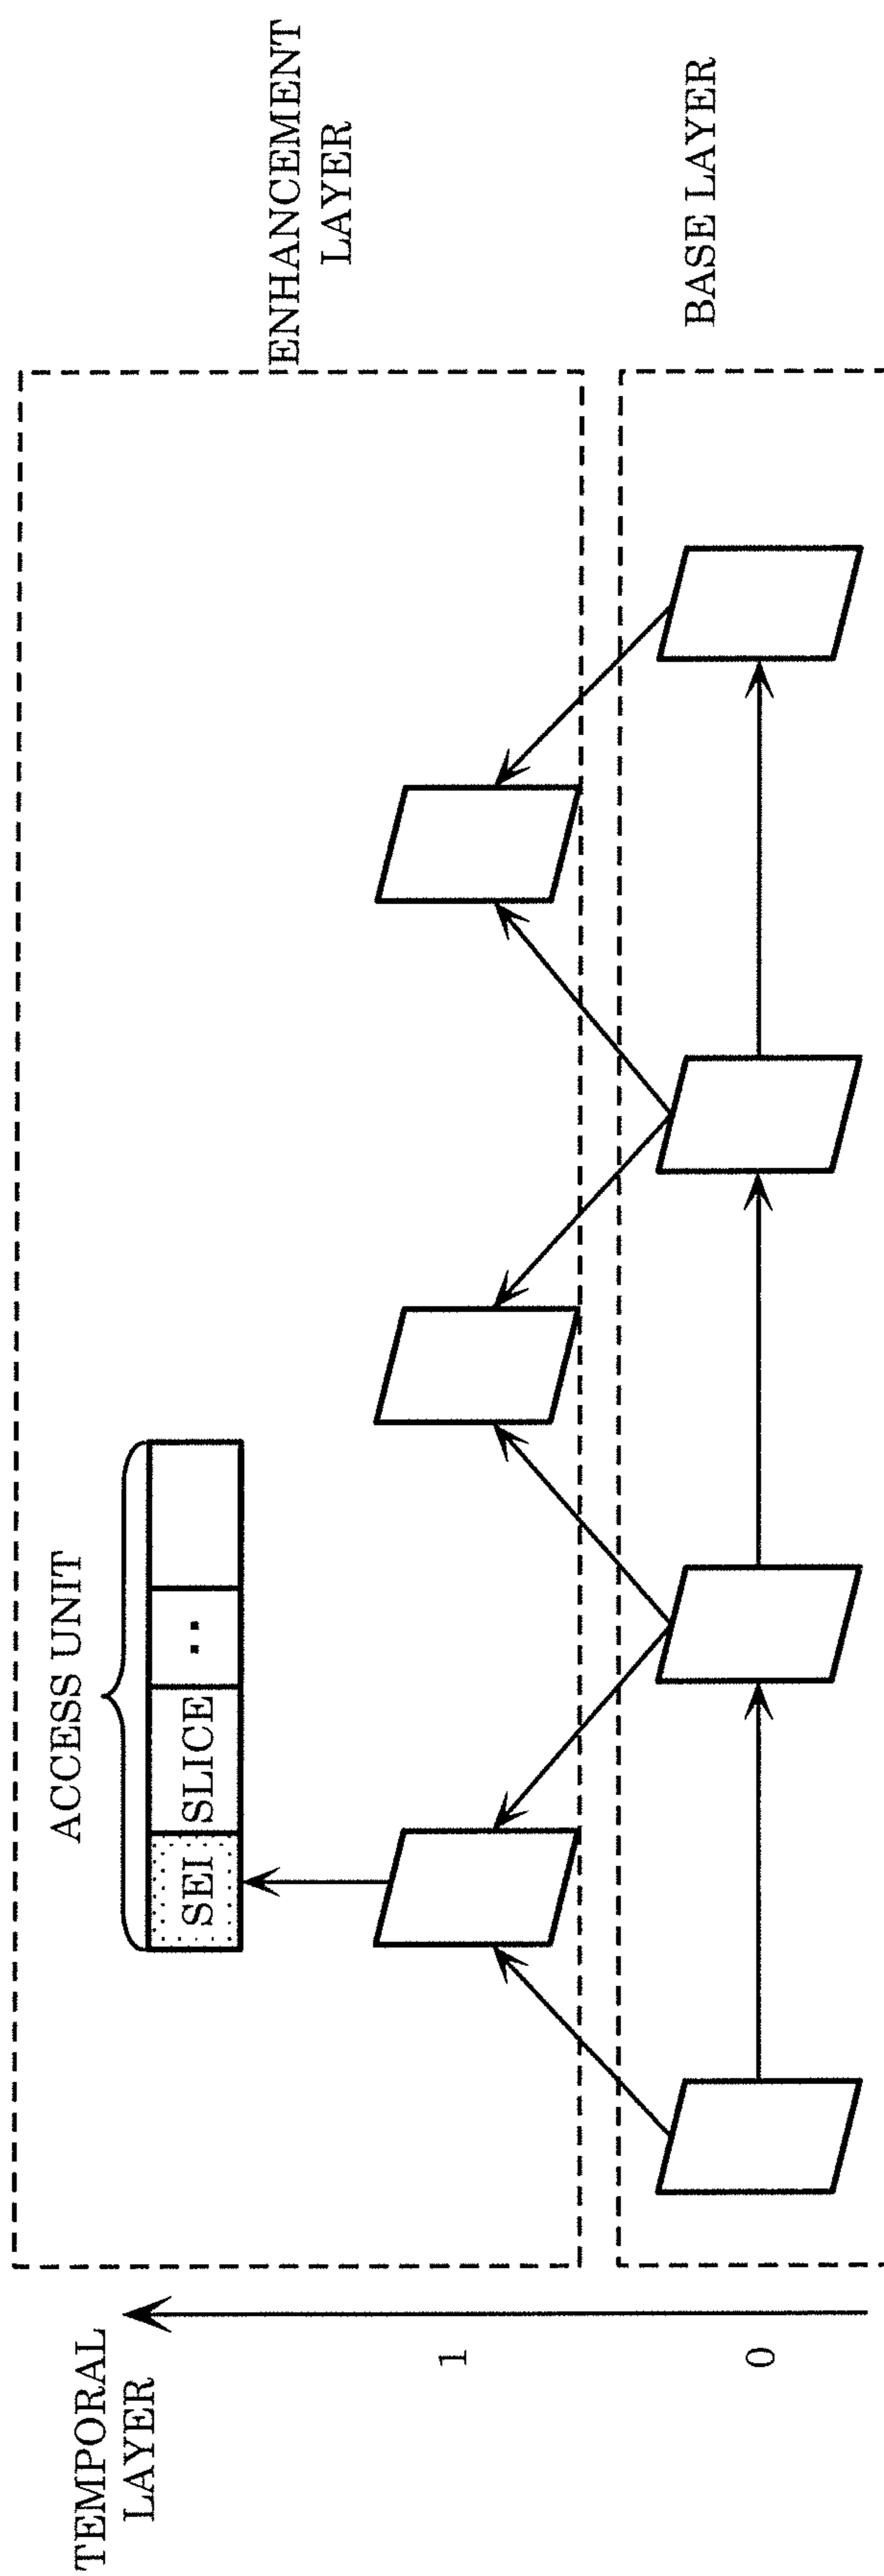 TEMPORAL
LAYER
1
0
ACCESS UNIT
SEI
SLICE
..
ENHANCEMENT
LAYER
BASE LAYER